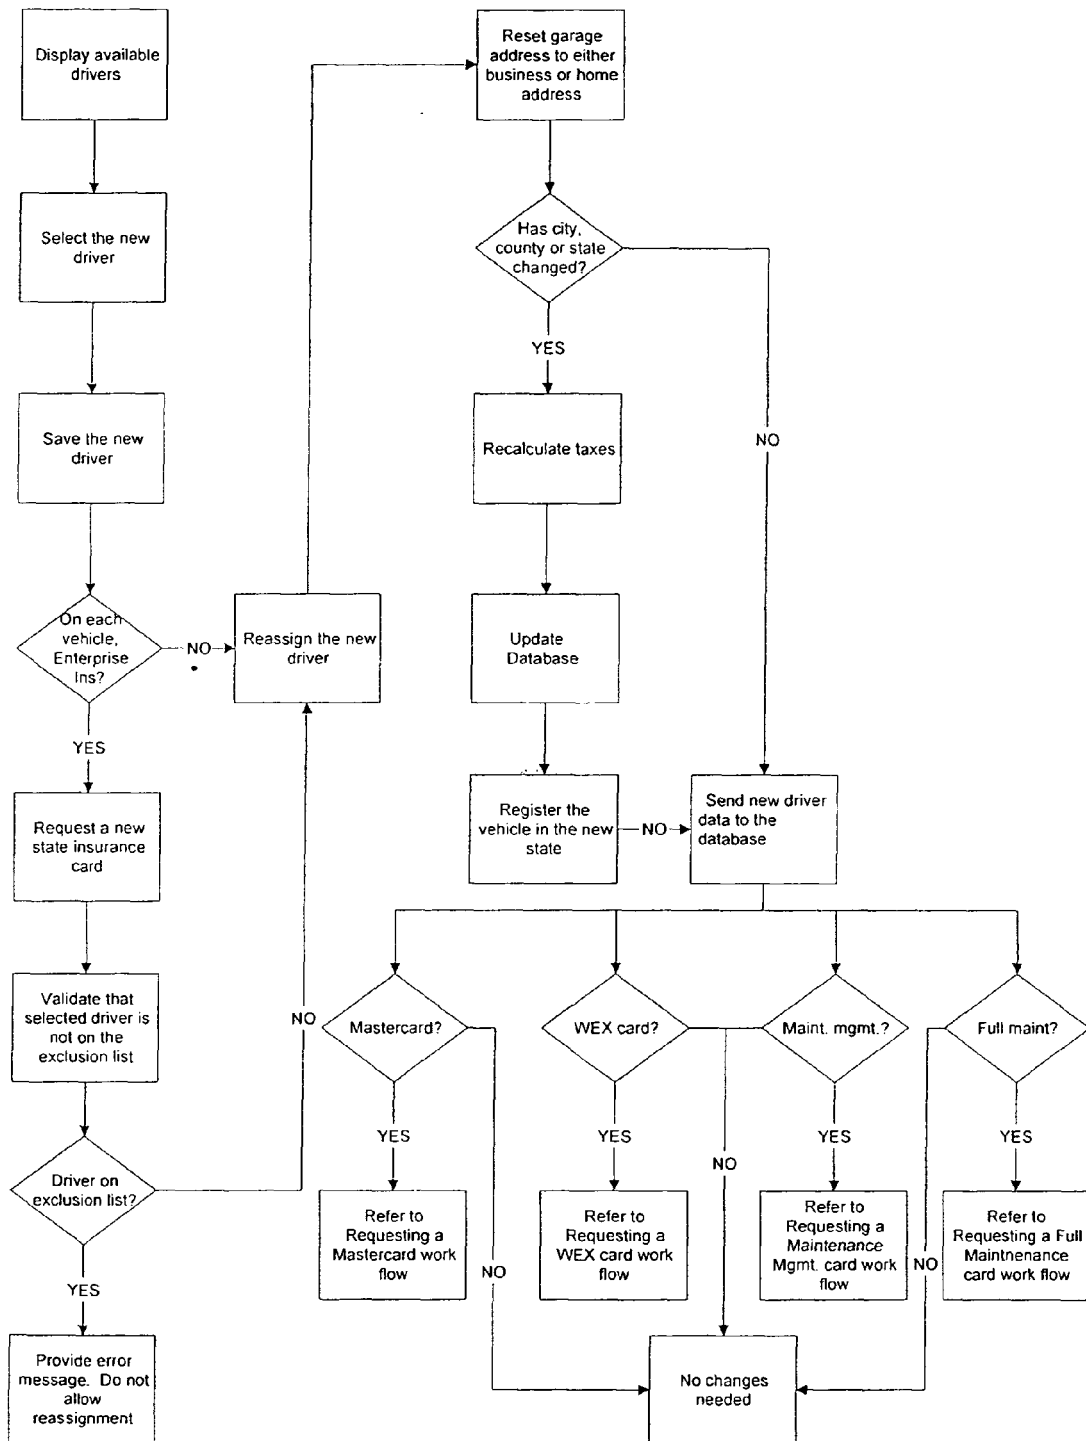 Display available
drivers
Select the new
driver
Save the new
driver
On each
vehicle,
Enterprise
Ins?
NO
YES
Request a new
state insurance
card
Validate that
selected driver is
not on the
exclusion list
Driver on
exclusion list?
YES
Provide error
message. Do not
allow
reassignment
NO
Reassign the new
driver
Reset garage
address to either
business or home
address
Has city,
county or state
changed?
YES
NO
Recalculate taxes
Update
Database
Register the
vehicle in the new
state
NO
Send new driver
data to the
database
Mastercard?
WEX card?
Maint. mgmt.?
Full maint?
YES
YES
YES
YES
NO
Refer to
Requesting a
Mastercard work
flow
Refer to
Requesting a
WEX card work
flow
Refer to
Requesting a
Maintenance
Mgmt. card work
flow
Refer to
Requesting a Full
Maintnenance
card work flow
NO
NO
No changes
needed